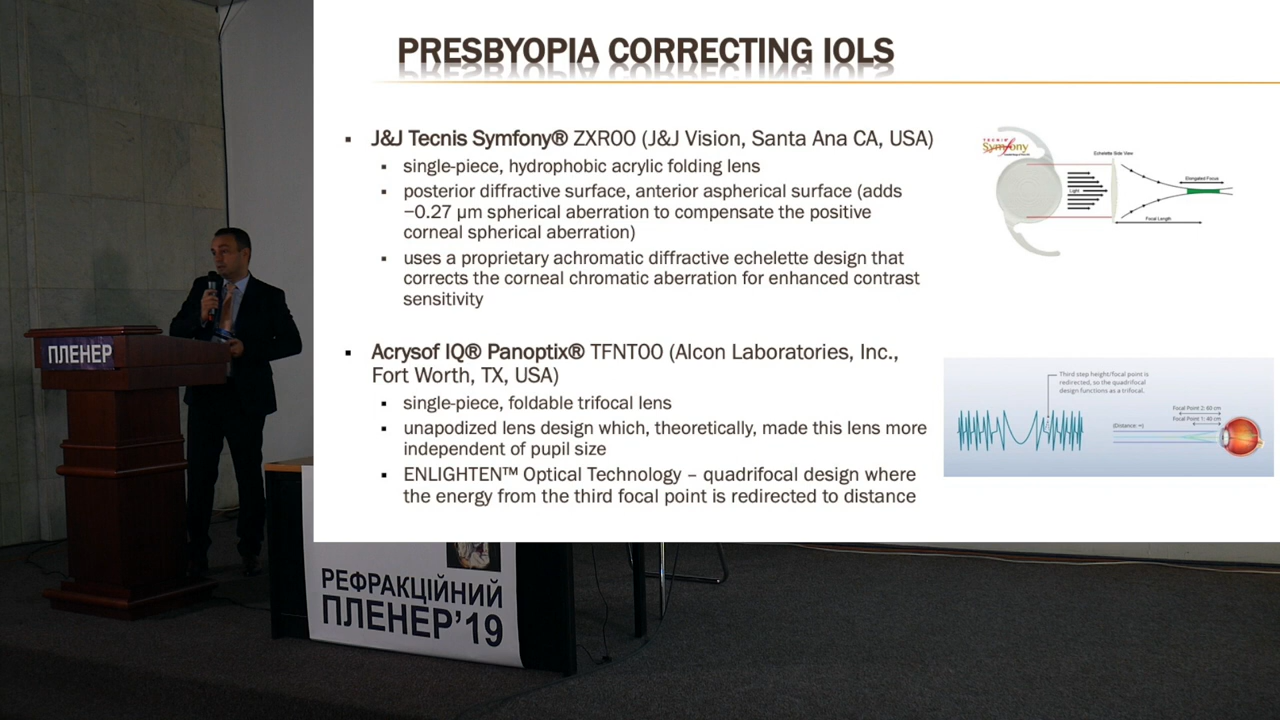 PRESBYOPIA CORRECTING IOLS
▪ J&J Tecnis Symfony® ZXR00 (J&J Vision, Santa Ana CA, USA)
▪ single-piece, hydrophobic acrylic folding lens
▪ posterior diffractive surface, anterior aspherical surface (adds
−0.27 μm spherical aberration to compensate the positive
corneal spherical aberration)
▪ uses a proprietary achromatic diffractive echelette design that
corrects the corneal chromatic aberration for enhanced contrast
sensitivity
TECNIS
Symfony
Echelette Side View
Light
Elongated Focus
Focal Length
▪ Acrysof IQ® Panoptix® TFNT00 (Alcon Laboratories, Inc.,
Fort Worth, TX, USA)
▪ single-piece, foldable trifocal lens
▪ unapodized lens design which, theoretically, made this lens more
independent of pupil size
▪ ENLIGHTEN™ Optical Technology – quadrifocal design where
the energy from the third focal point is redirected to distance
Third step height/focal point is
redirected, so the quadrifocal
design functions as a trifocal.
Focal Point 2: 60 cm
Focal Point 1: 40 cm
(Distance: ∞)
ПЛЕНЕР
РЕФРАКЦІЙНИЙ
ПЛЕНЕР’19